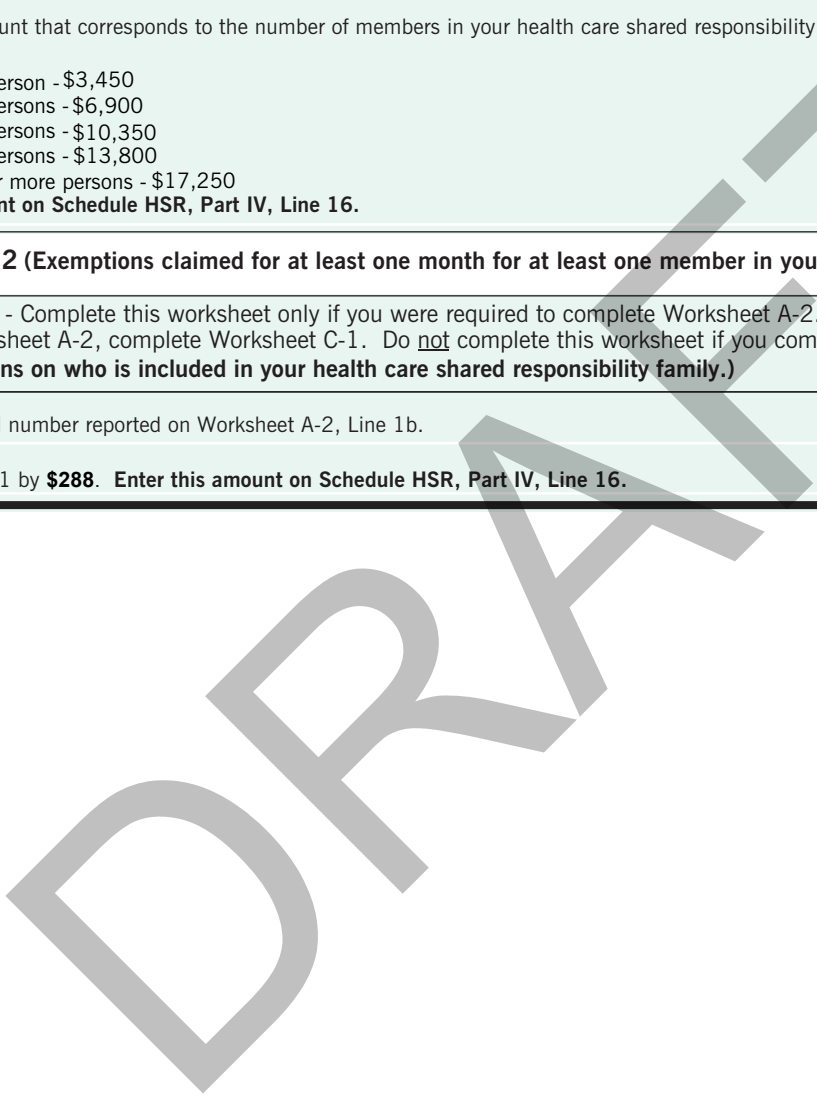 unt that corresponds to the number of members in your health care shared responsibility
erson - $3,450
ersons - $6,900
ersons - $10,350
ersons - $13,800
r more persons - $17,250
nt on Schedule HSR, Part IV, Line 16.
2 (Exemptions claimed for at least one month for at least one member in you
- Complete this worksheet only if you were required to complete Worksheet A-2.
sheet A-2, complete Worksheet C-1. Do not complete this worksheet if you com
ns on who is included in your health care shared responsibility family.)
l number reported on Worksheet A-2, Line 1b.
1 by $288. Enter this amount on Schedule HSR, Part IV, Line 16.
DRAFT